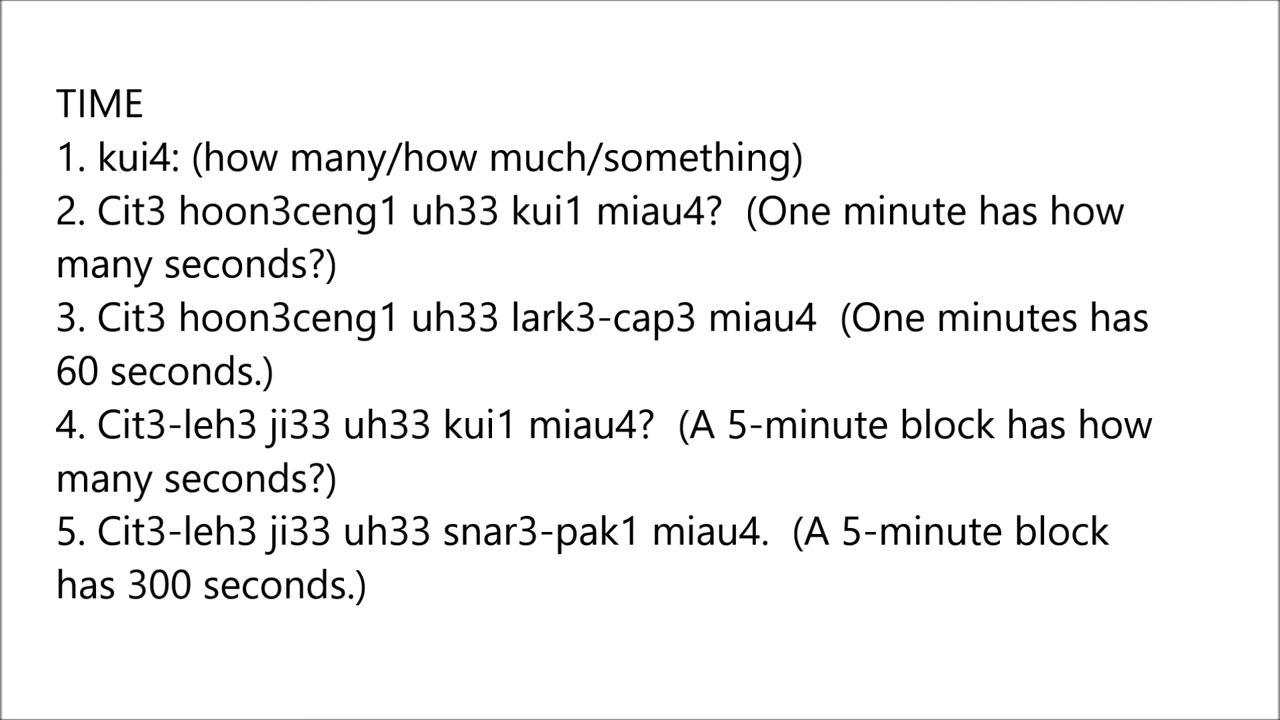 TIME
1. kui4: (how many/how much/something)
2. Cit3 hoon3ceng1 uh33 kui1 miau4?  (One minute has how
many seconds?)
3. Cit3 hoon3ceng1 uh33 lark3-cap3 miau4  (One minutes has
60 seconds.)
4. Cit3-leh3 ji33 uh33 kui1 miau4?  (A 5-minute block has how
many seconds?)
5. Cit3-leh3 ji33 uh33 snar3-pak1 miau4.  (A 5-minute block
has 300 seconds.)